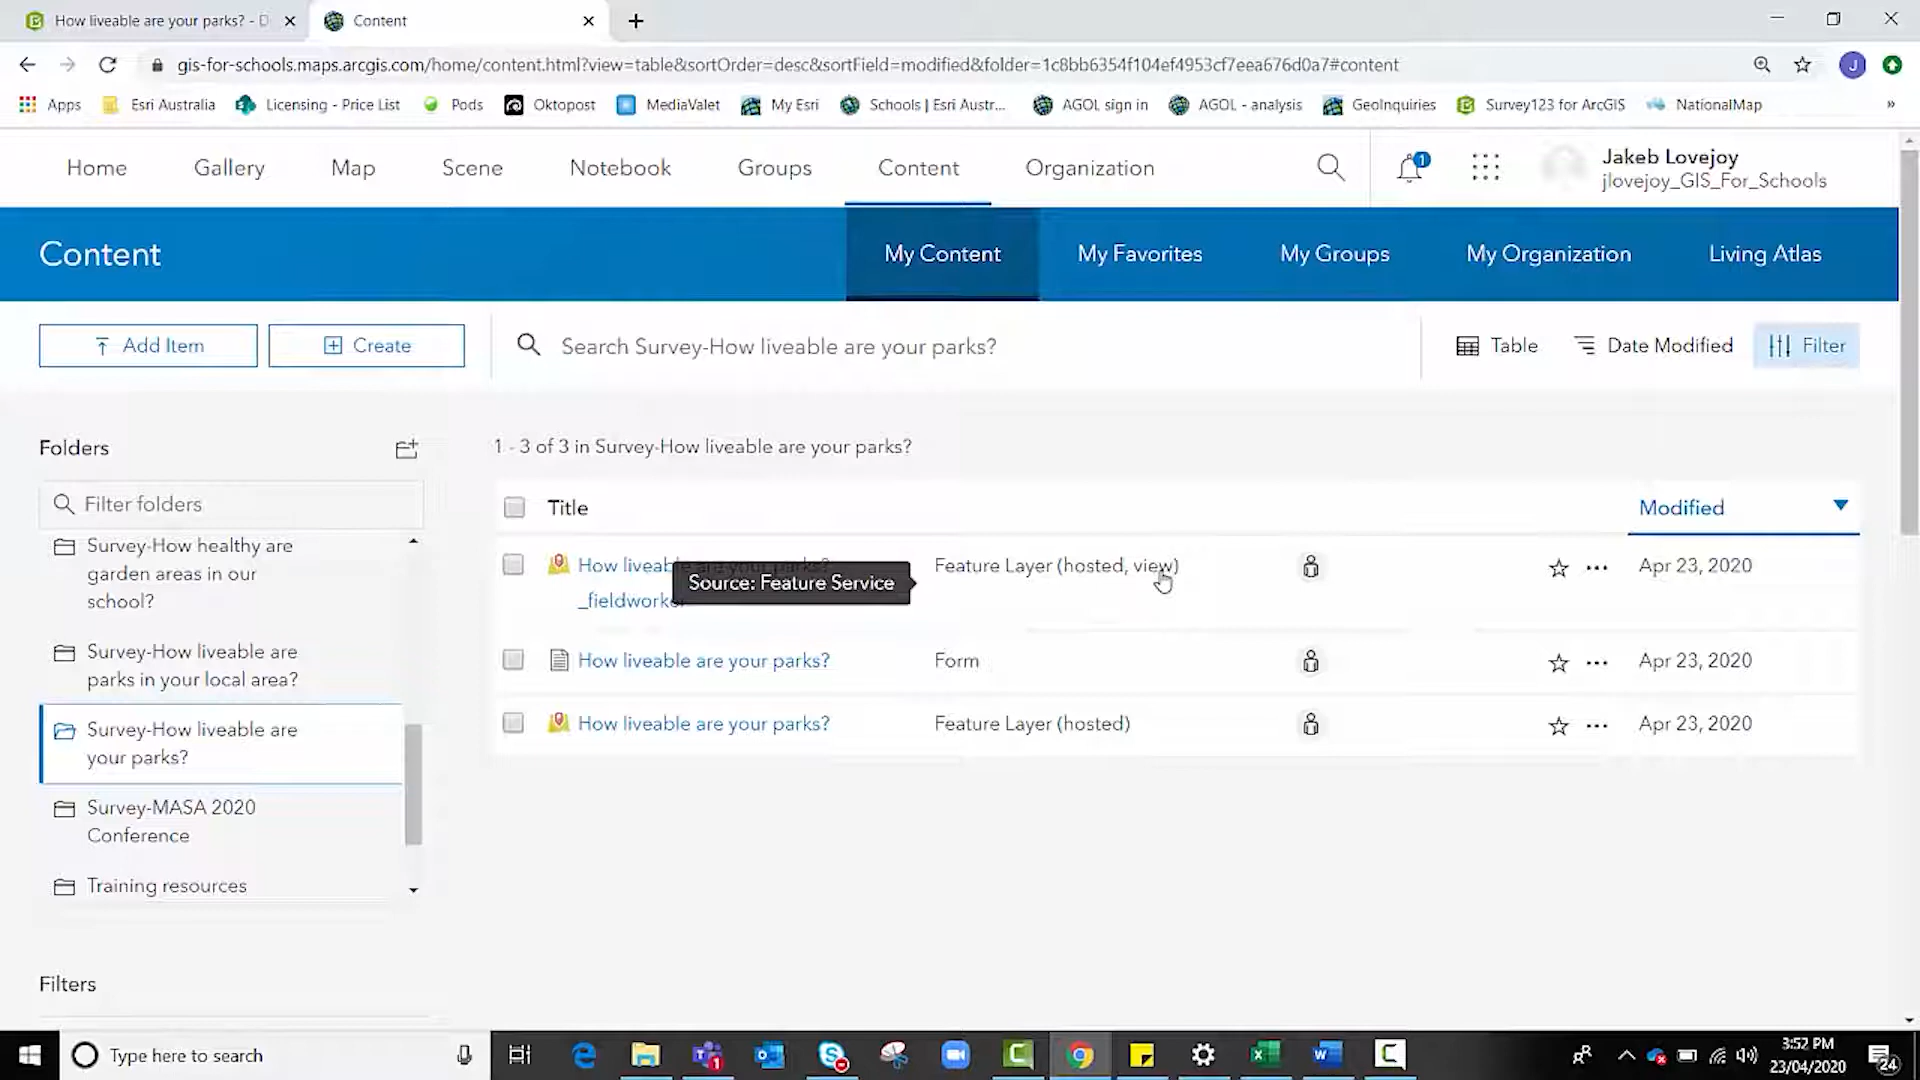 How liveable are your parks? - D
Content
gis-for-schools.maps.arcgis.com/home/content.html?view=table&sortOrder=desc&sortField=modified&folder=1c8bb6354f104ef4953cf7eea676d0a7#content
J
Apps Esri Australia Licensing - Price List Pods Oktopost MediaValet My Esri Schools | Esri Austr... AGOL sign in AGOL - analysis GeoInquiries Survey123 for ArcGIS NationalMap »
Home Gallery Map Scene Notebook Groups Content Organization
1
Jakeb Lovejoy
jlovejoy_GIS_For_Schools
Content
My Content My Favorites My Groups My Organization Living Atlas
Add Item Create
Search Survey-How liveable are your parks?
Table Date Modified Filter
Folders
Filter folders
Survey-How healthy are
garden areas in our
school?
Survey-How liveable are
parks in your local area?
Survey-How liveable are
your parks?
Survey-MASA 2020
Conference
Training resources
Filters
1 - 3 of 3 in Survey-How liveable are your parks?
Title Modified
How liveable are your parks? Feature Layer (hosted, view) Apr 23, 2020
_fieldworker
Source: Feature Service
How liveable are your parks? Form Apr 23, 2020
How liveable are your parks? Feature Layer (hosted) Apr 23, 2020
Type here to search
1
3:52 PM
23/04/2020
24